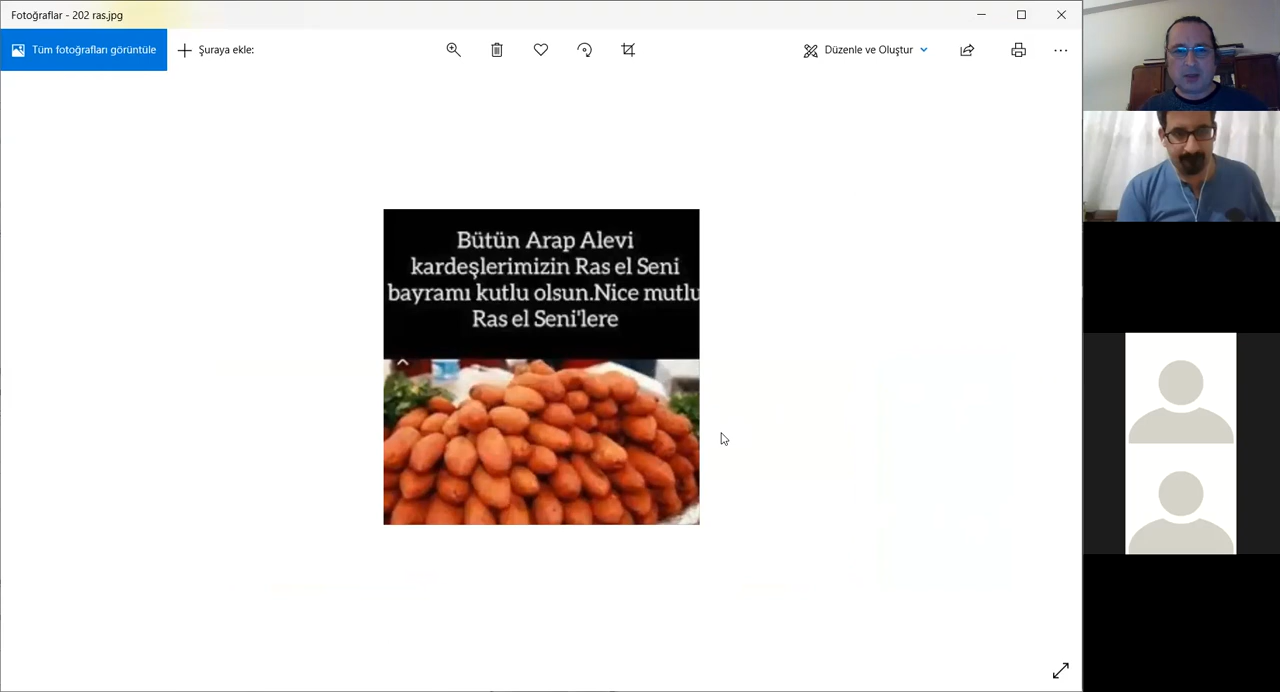 Fotoğraflar - 202 ras.jpg
Tüm fotoğrafları görüntüle
Şuraya ekle:
Düzenle ve Oluştur
Bütün Arap Alevi
kardeşlerimizin Ras el Seni
bayramı kutlu olsun.Nice mutlu
Ras el Seni'lere